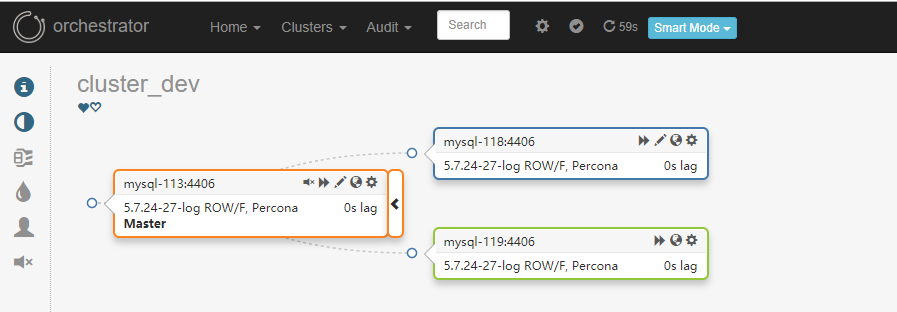 orchestrator Home Clusters Audit Search 59s Smart Mode
cluster_dev
mysql-118:4406
5.7.24-27-log ROW/F, Percona 0s lag
mysql-113:4406
5.7.24-27-log ROW/F, Percona 0s lag
Master
mysql-119:4406
5.7.24-27-log ROW/F, Percona 0s lag